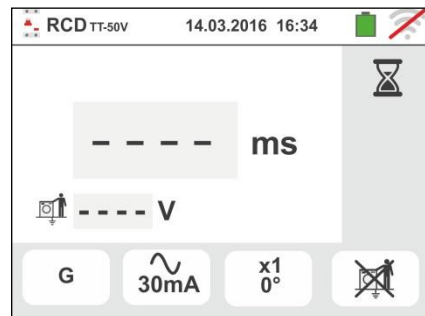 RCD TT-50V 14.03.2016 16:34
- - - - ms
- - - - V
G
30mA
x1
0°